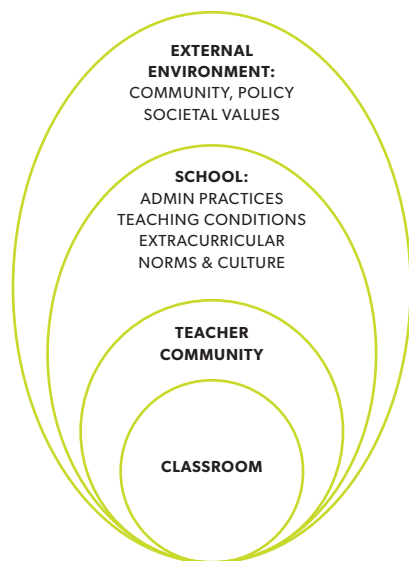 EXTERNAL
ENVIRONMENT:
COMMUNITY, POLICY
SOCIETAL VALUES
SCHOOL:
ADMIN PRACTICES
TEACHING CONDITIONS
EXTRACURRICULAR
NORMS & CULTURE
TEACHER
COMMUNITY
CLASSROOM